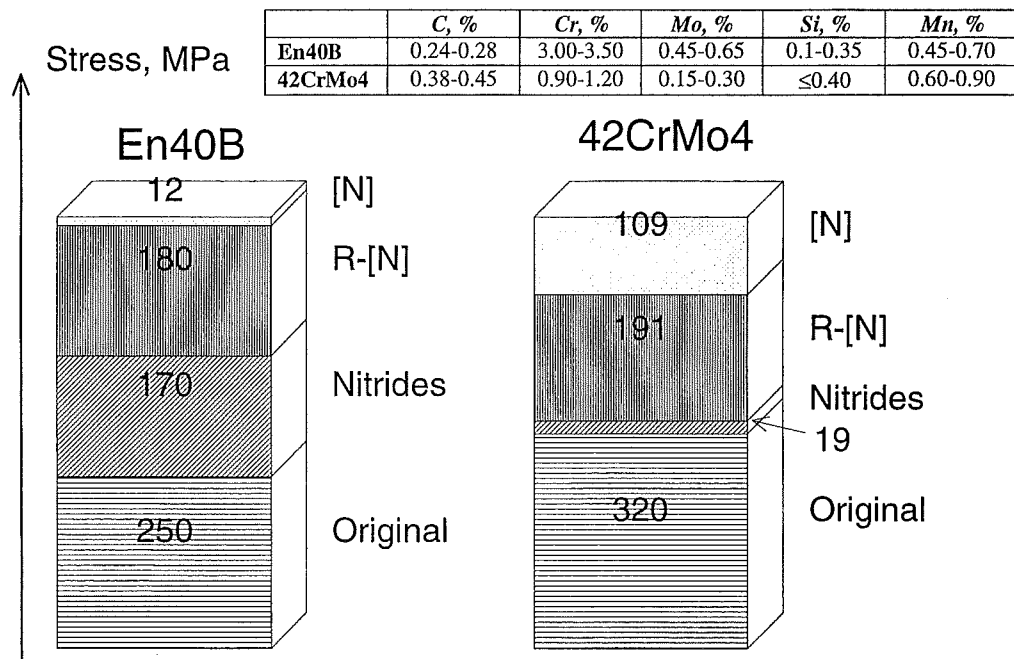 C, % Cr, % Mo, % Si, % Mn, %
En40B 0.24-0.28 3.00-3.50 0.45-0.65 0.1-0.35 0.45-0.70
42CrMo4 0.38-0.45 0.90-1.20 0.15-0.30 ≤0.40 0.60-0.90
Stress, MPa
En40B
12
[N]
180
R-[N]
170
Nitrides
250
Original
42CrMo4
109
[N]
191
R-[N]
Nitrides
19
320
Original